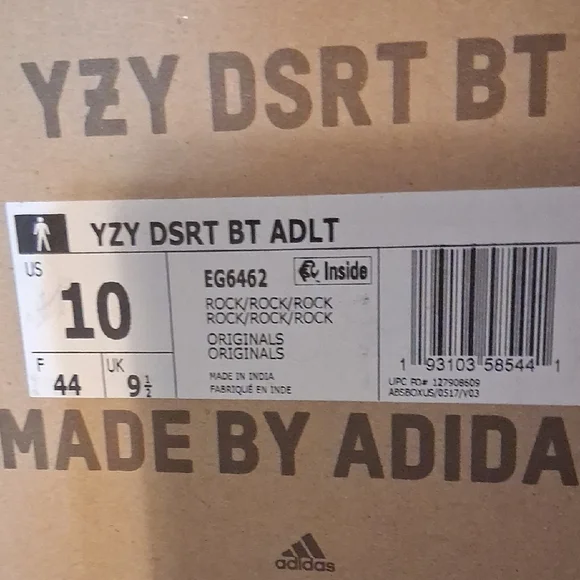 YZY DSRT BT
YZY DSRT BT ADLT
US
10
F
44
UK
9½
EG6462
Inside
ROCK/ROCK/ROCK
ROCK/ROCK/ROCK
ORIGINALS
ORIGINALS
MADE IN INDIA
FABRIQUÉ EN INDE
1 93103 58544 1
UPC PO# 127908609
ABSBOXUS/0517/V03
MADE BY ADIDA
adidas